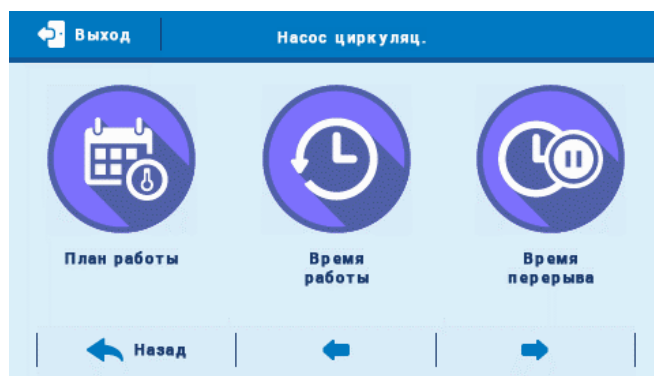 Выход
Насос циркуляц.
План работы
Время
работы
Время
перерыва
Назад